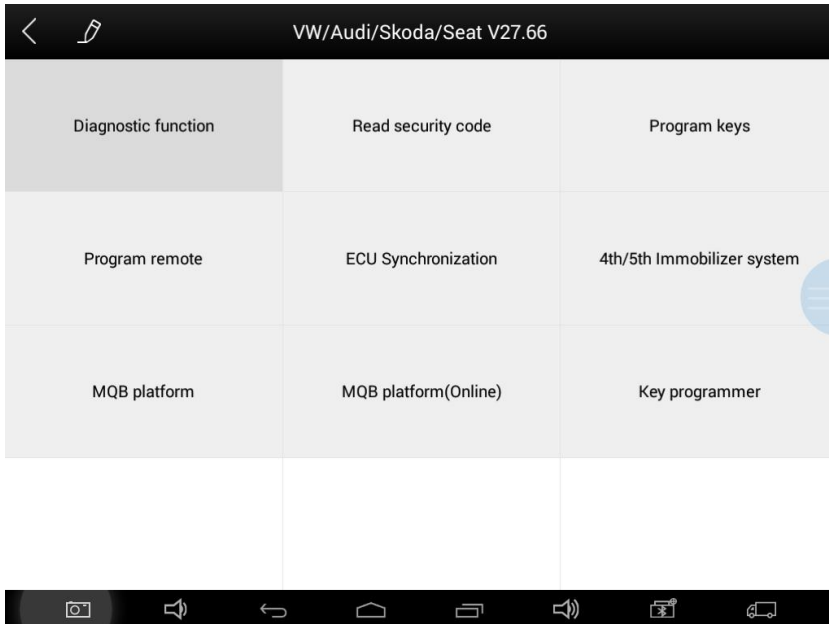 VW/Audi/Skoda/Seat V27.66
Diagnostic function
Read security code
Program keys
Program remote
ECU Synchronization
4th/5th Immobilizer system
MQB platform
MQB platform(Online)
Key programmer